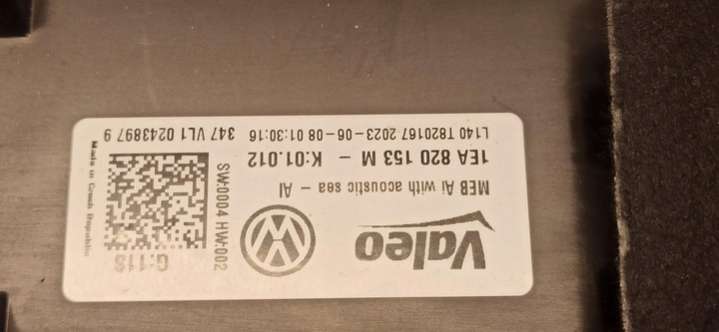 Valeo
MEB Ai with acoustic sea - AI
1EA 820 153 M - K:01.012
L140 T820167 2023-06-08 01:30:16 347 VL1 0243897 9
G:11S
SW:0004 HW:002
Made in Czech Republic